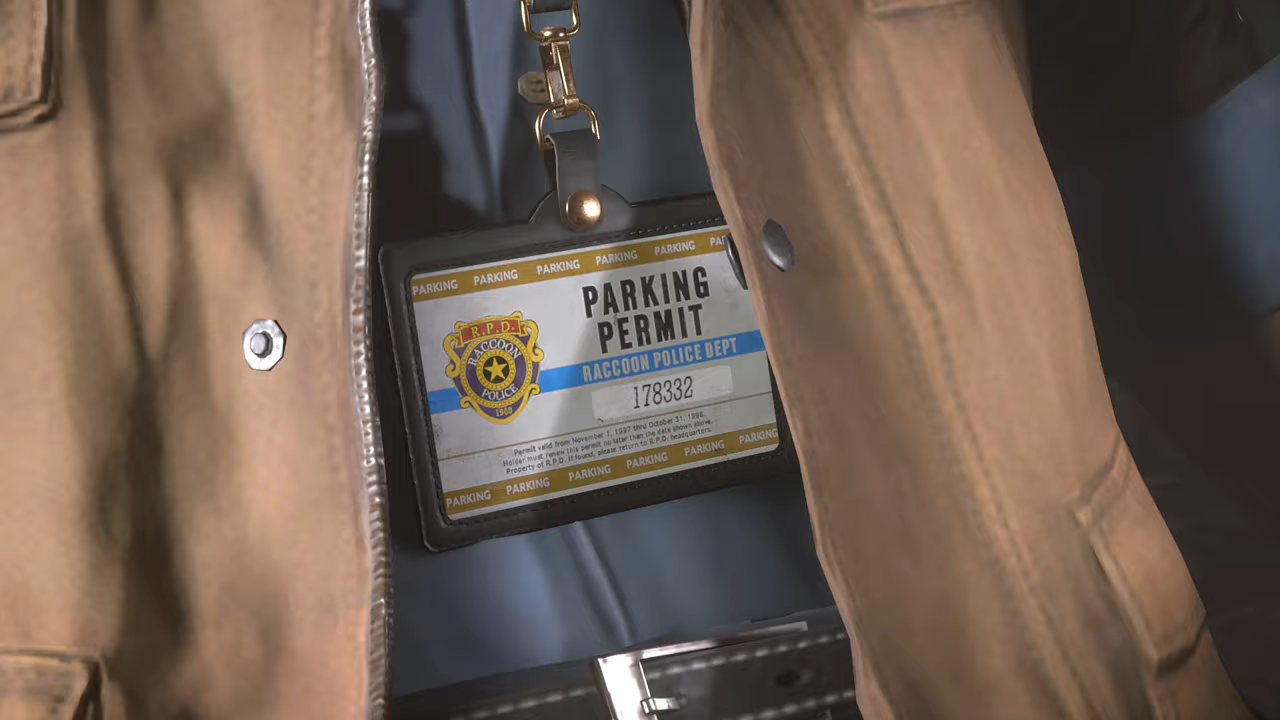 PARKING PARKING PARKING PARKING PARKING
PARKING
PERMIT
R.P.D.
RACCOON
POLICE
RACCOON POLICE DEPT
178332
Permit valid from November 1, 1997 thru October 31, 1998.
Holder must renew this permit no later than the date shown above.
Property of R.P.D. If found, please return to R.P.D. headquarters.
PARKING PARKING PARKING PARKING PARKING PARKING